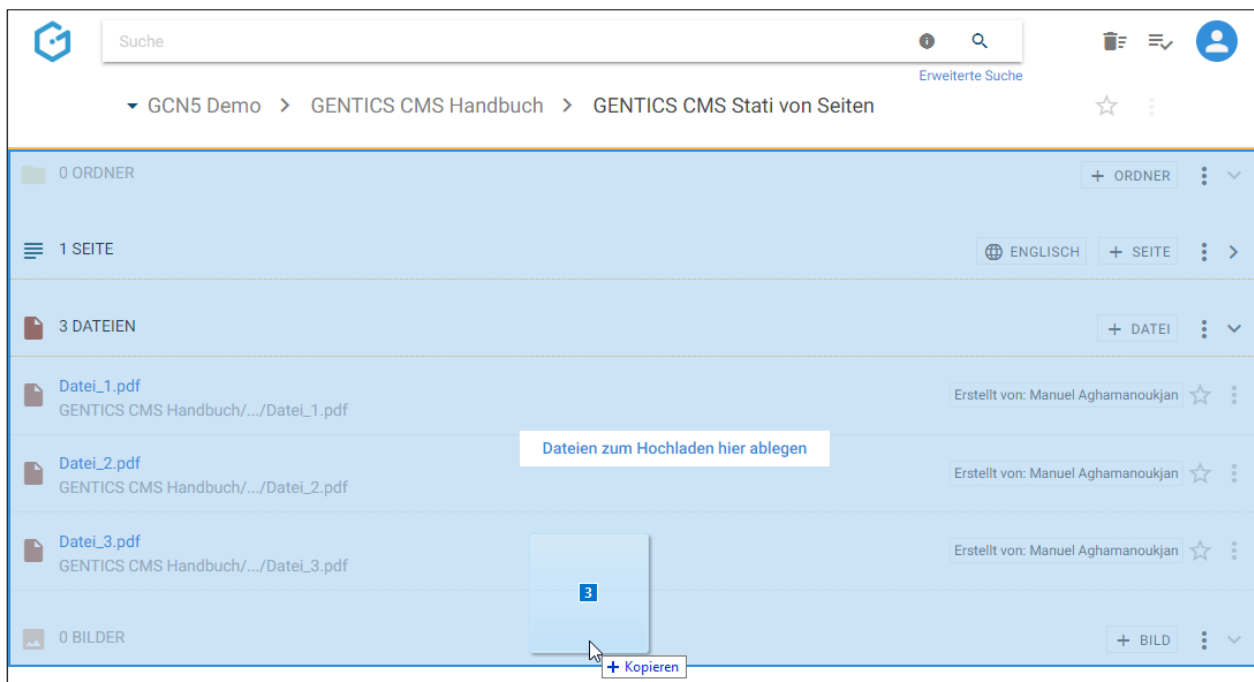 Suche
Erweiterte Suche
GCN5 Demo > GENTICS CMS Handbuch > GENTICS CMS Stati von Seiten
0 ORDNER + ORDNER
1 SEITE ENGLISCH + SEITE
3 DATEIEN + DATEI
Datei_1.pdf
GENTICS CMS Handbuch/.../Datei_1.pdf
Erstellt von: Manuel Aghamanoukjan
Dateien zum Hochladen hier ablegen
Datei_2.pdf
GENTICS CMS Handbuch/.../Datei_2.pdf
Erstellt von: Manuel Aghamanoukjan
Datei_3.pdf
GENTICS CMS Handbuch/.../Datei_3.pdf
Erstellt von: Manuel Aghamanoukjan
3
0 BILDER + BILD
+ Kopieren